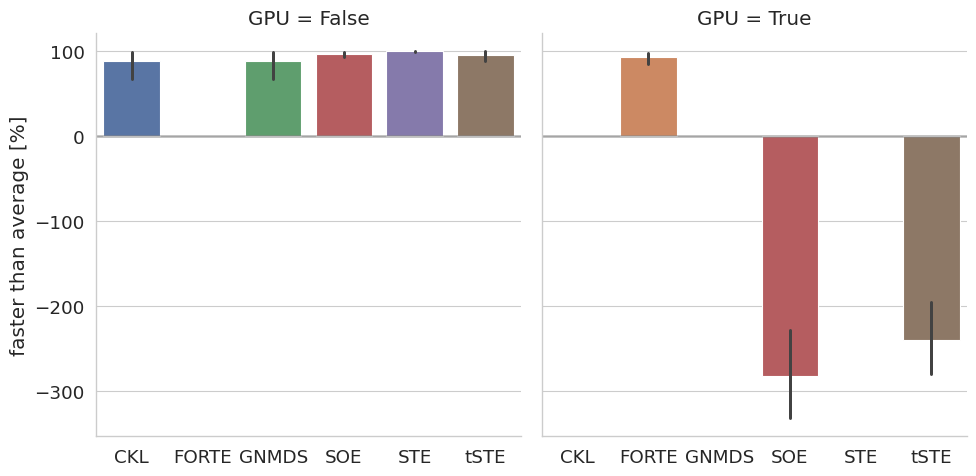 GPU = False
GPU = True
faster than average [%]
100
0
−100
−200
−300
CKL FORTE GNMDS SOE STE tSTE
CKL FORTE GNMDS SOE STE tSTE